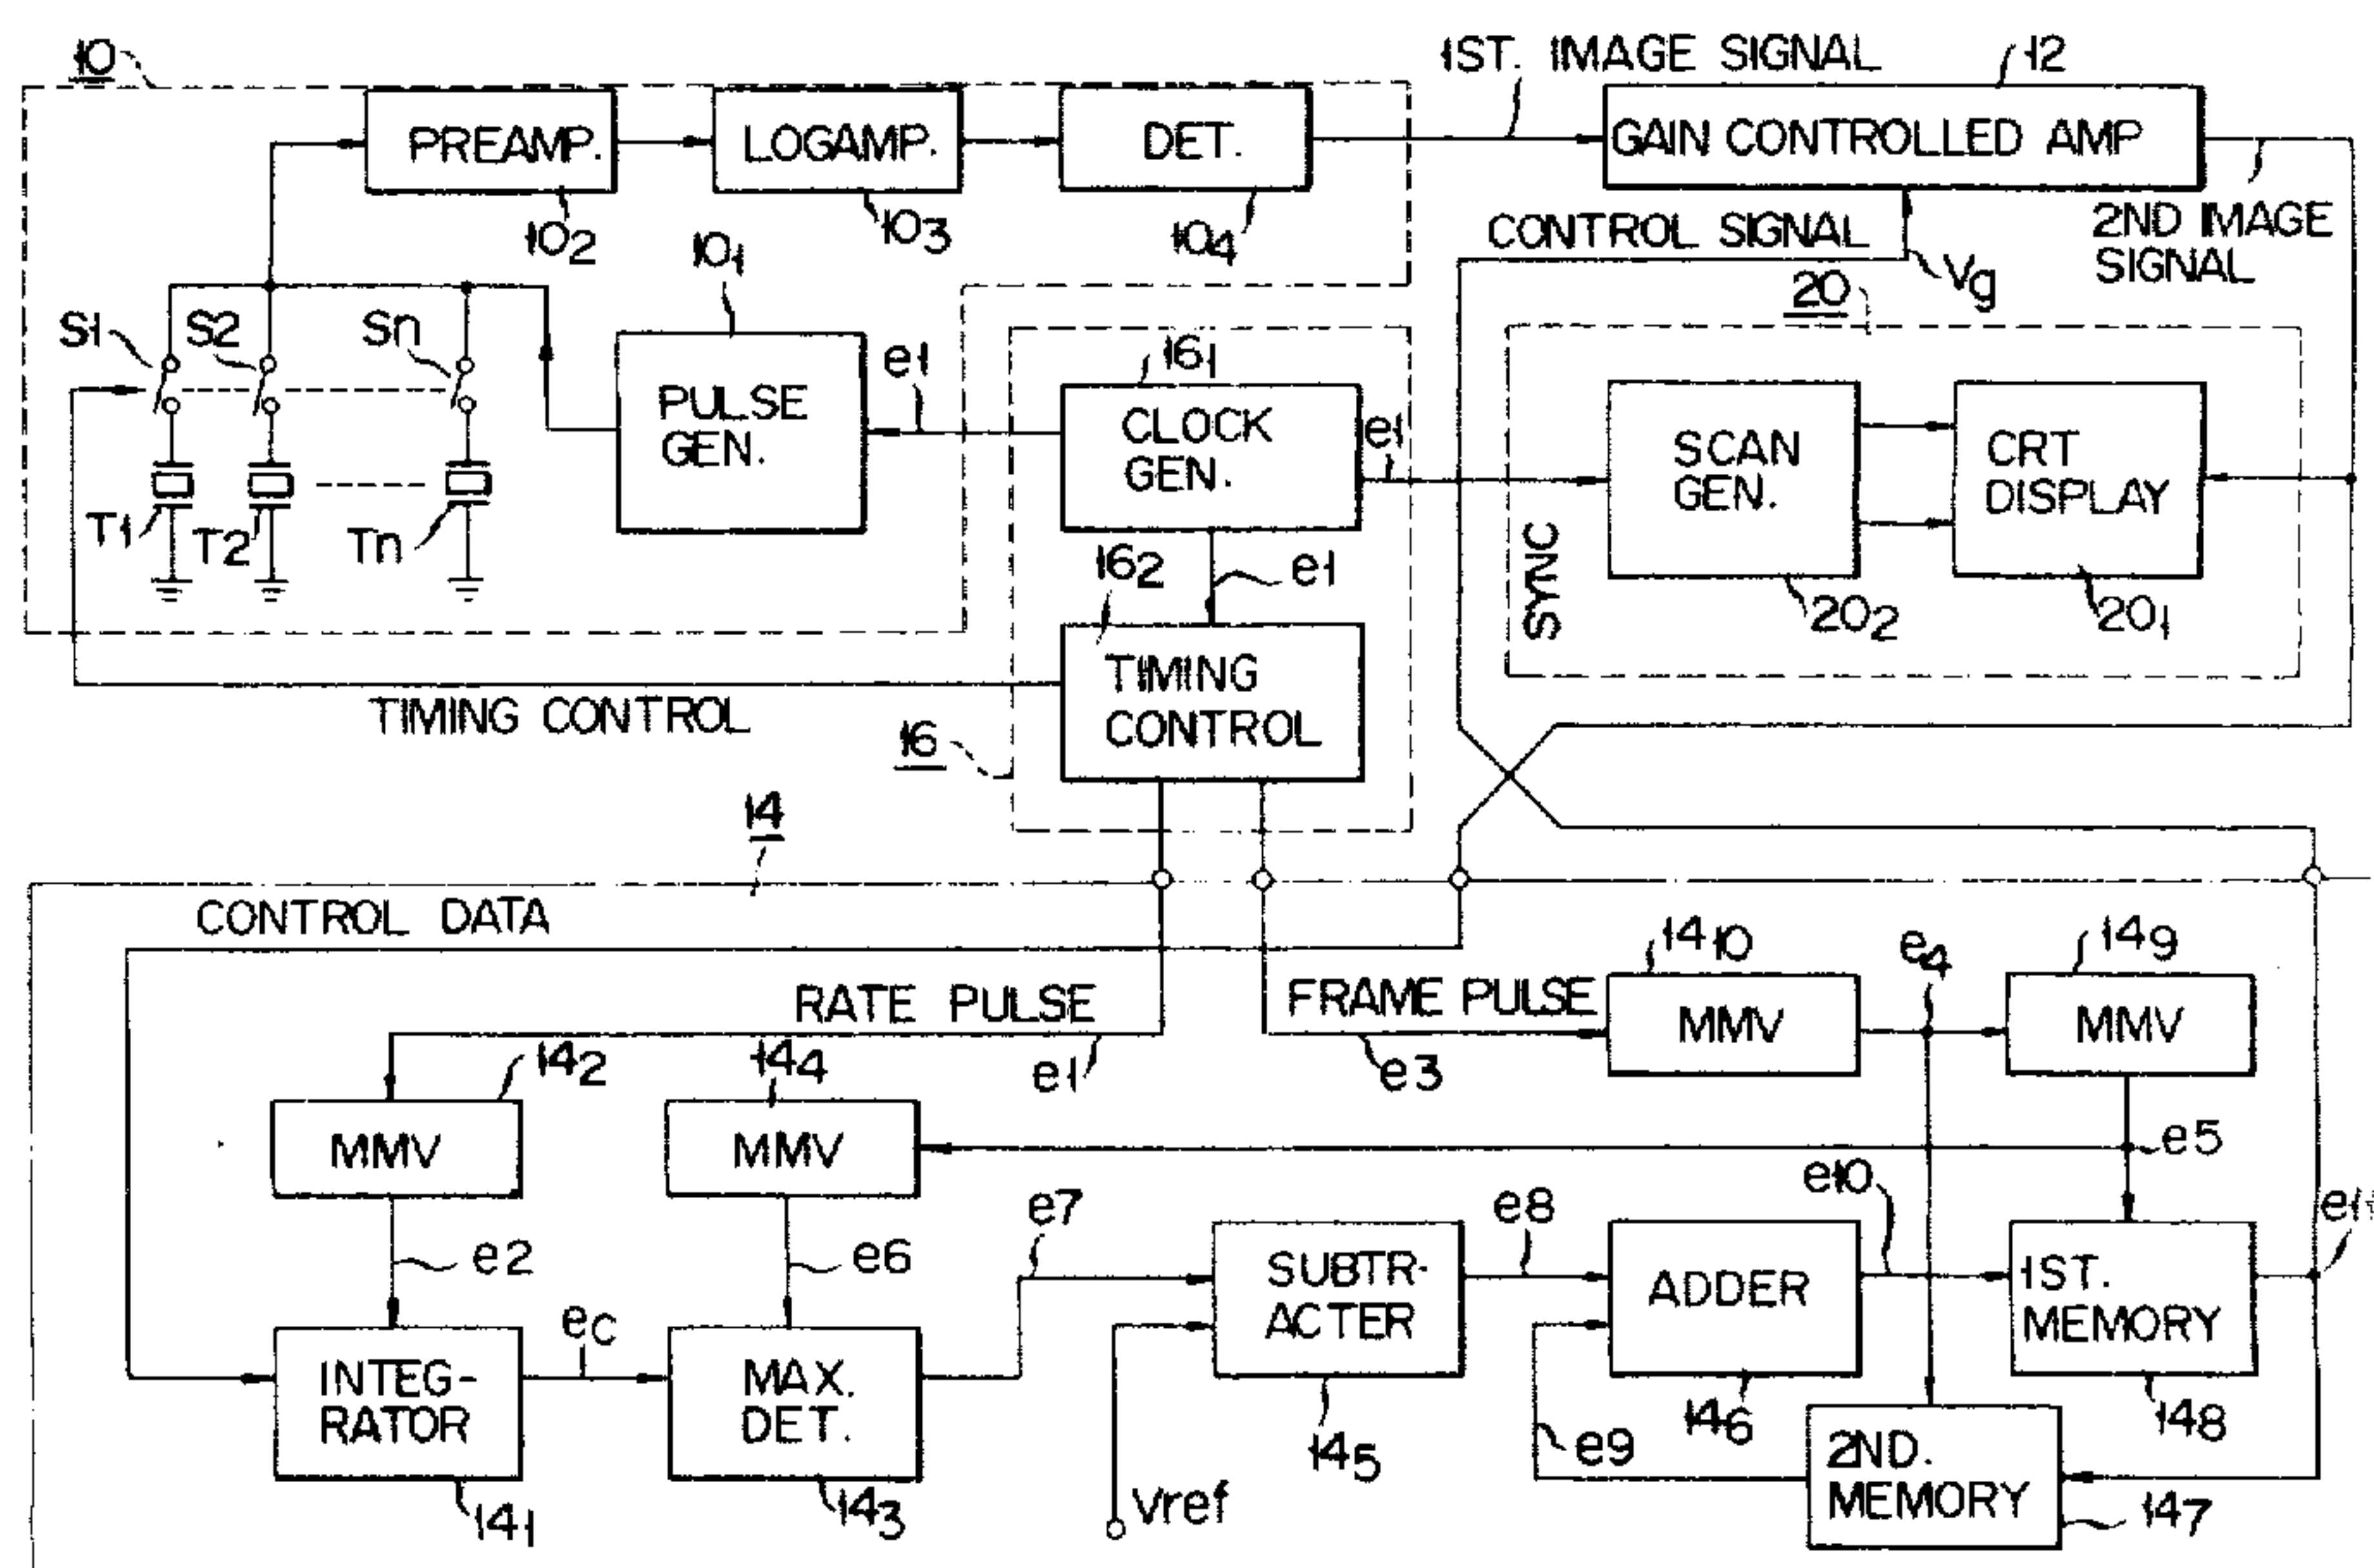 10
1ST. IMAGE SIGNAL
12
PREAMP.
LOGAMP.
DET.
GAIN CONTROLLED AMP
102
103
104
101
CONTROL SIGNAL
Vg
2ND IMAGE
SIGNAL
20
S1
S2
Sn
PULSE
GEN.
e1
161
CLOCK
GEN.
e1
SCAN
GEN.
CRT
DISPLAY
T1
T2
Tn
162
e1
SYNC
202
201
TIMING
CONTROL
TIMING CONTROL
16
14
CONTROL DATA
RATE PULSE
e1
FRAME PULSE
e3
1410
MMV
e4
149
MMV
142
MMV
144
MMV
e5
e2
e6
e7
e8
e10
SUBTR-
ACTER
ADDER
1ST.
MEMORY
eC
INTEG-
RATOR
MAX.
DET.
141
143
Vref
145
146
148
e9
2ND.
MEMORY
147